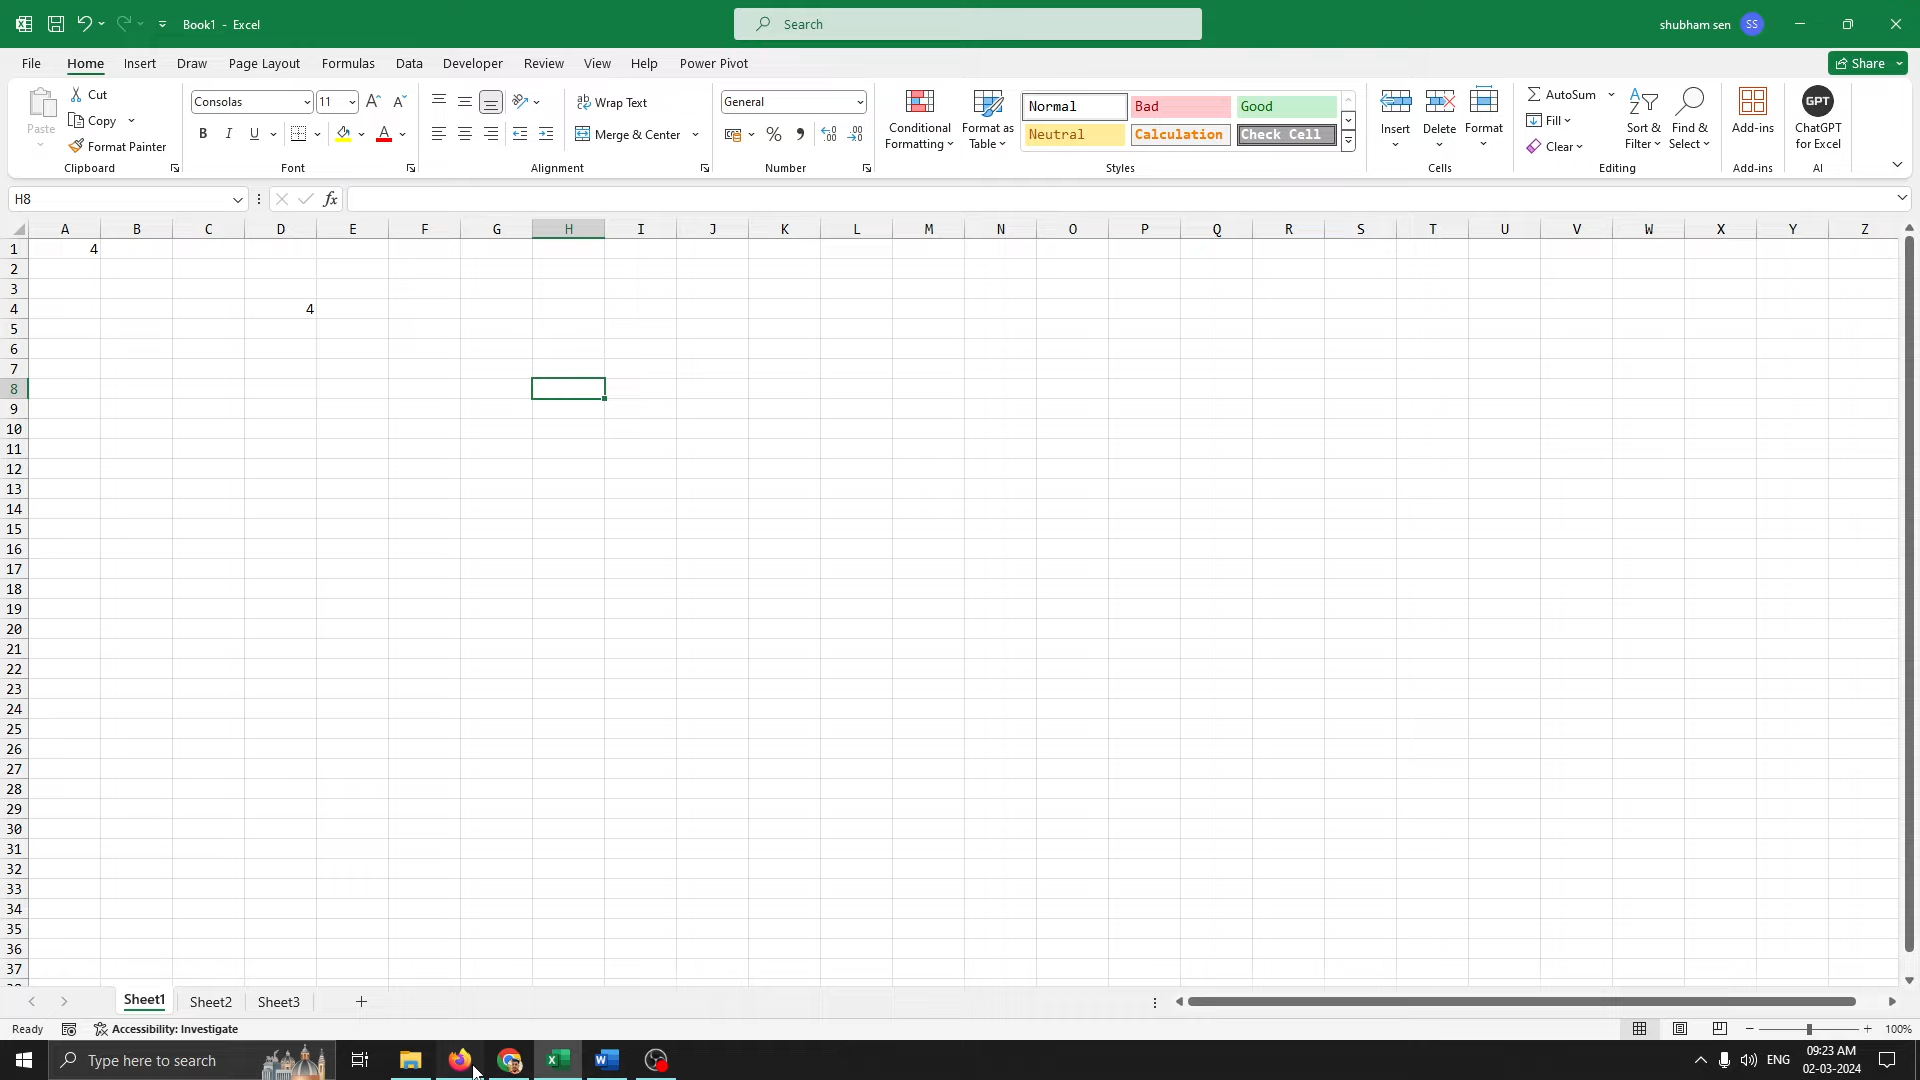 Book1 - Excel
Search
shubham sen
SS
File Home Insert Draw Page Layout Formulas Data Developer Review View Help Power Pivot
Share
Paste
Cut
Copy
Format Painter
Clipboard
Consolas 11
B I U
Font
Wrap Text
Merge & Center
Alignment
General
Number
Conditional Formatting
Format as Table
Normal Bad Good
Neutral Calculation Check Cell
Styles
Insert Delete Format
Cells
AutoSum
Fill
Clear
Sort & Filter
Find & Select
Editing
Add-ins
Add-ins
GPT
ChatGPT for Excel
AI
H8
fx
A B C D E F G H I J K L M N O P Q R S T U V W X Y Z
1 4
2
3
4 4
5
6
7
8
9
10
11
12
13
14
15
16
17
18
19
20
21
22
23
24
25
26
27
28
29
30
31
32
33
34
35
36
37
Sheet1 Sheet2 Sheet3
Ready Accessibility: Investigate
100%
Type here to search
ENG
09:23 AM
02-03-2024